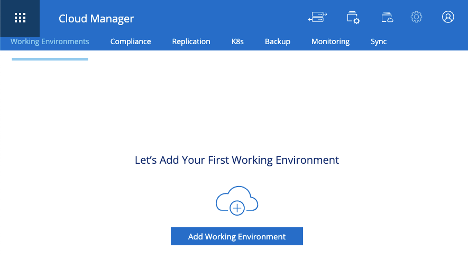 Cloud Manager
Working Environments Compliance Replication K8s Backup Monitoring Sync
Let's Add Your First Working Environment
Add Working Environment